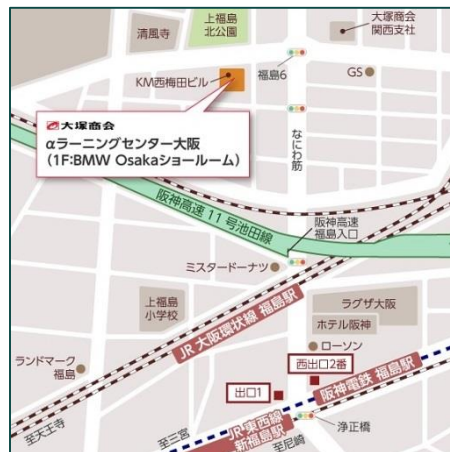 上福島
北公園
清風寺
大塚商会
関西支社
KM西梅田ビル
福島6
GS
大塚商会
αラーニングセンター大阪
(1F:BMW Osakaショールーム)
なにわ筋
阪神高速11号池田線
阪神高速
福島入口
ミスタードーナツ
上福島
小学校
JR大阪環状線 福島駅
ラグザ大阪
ホテル阪神
ローソン
ランドマーク
福島
西出口2番
出口1
阪神電鉄 福島駅
JR東西線
新福島駅
浄正橋
至天王寺
至三宮
至尼崎